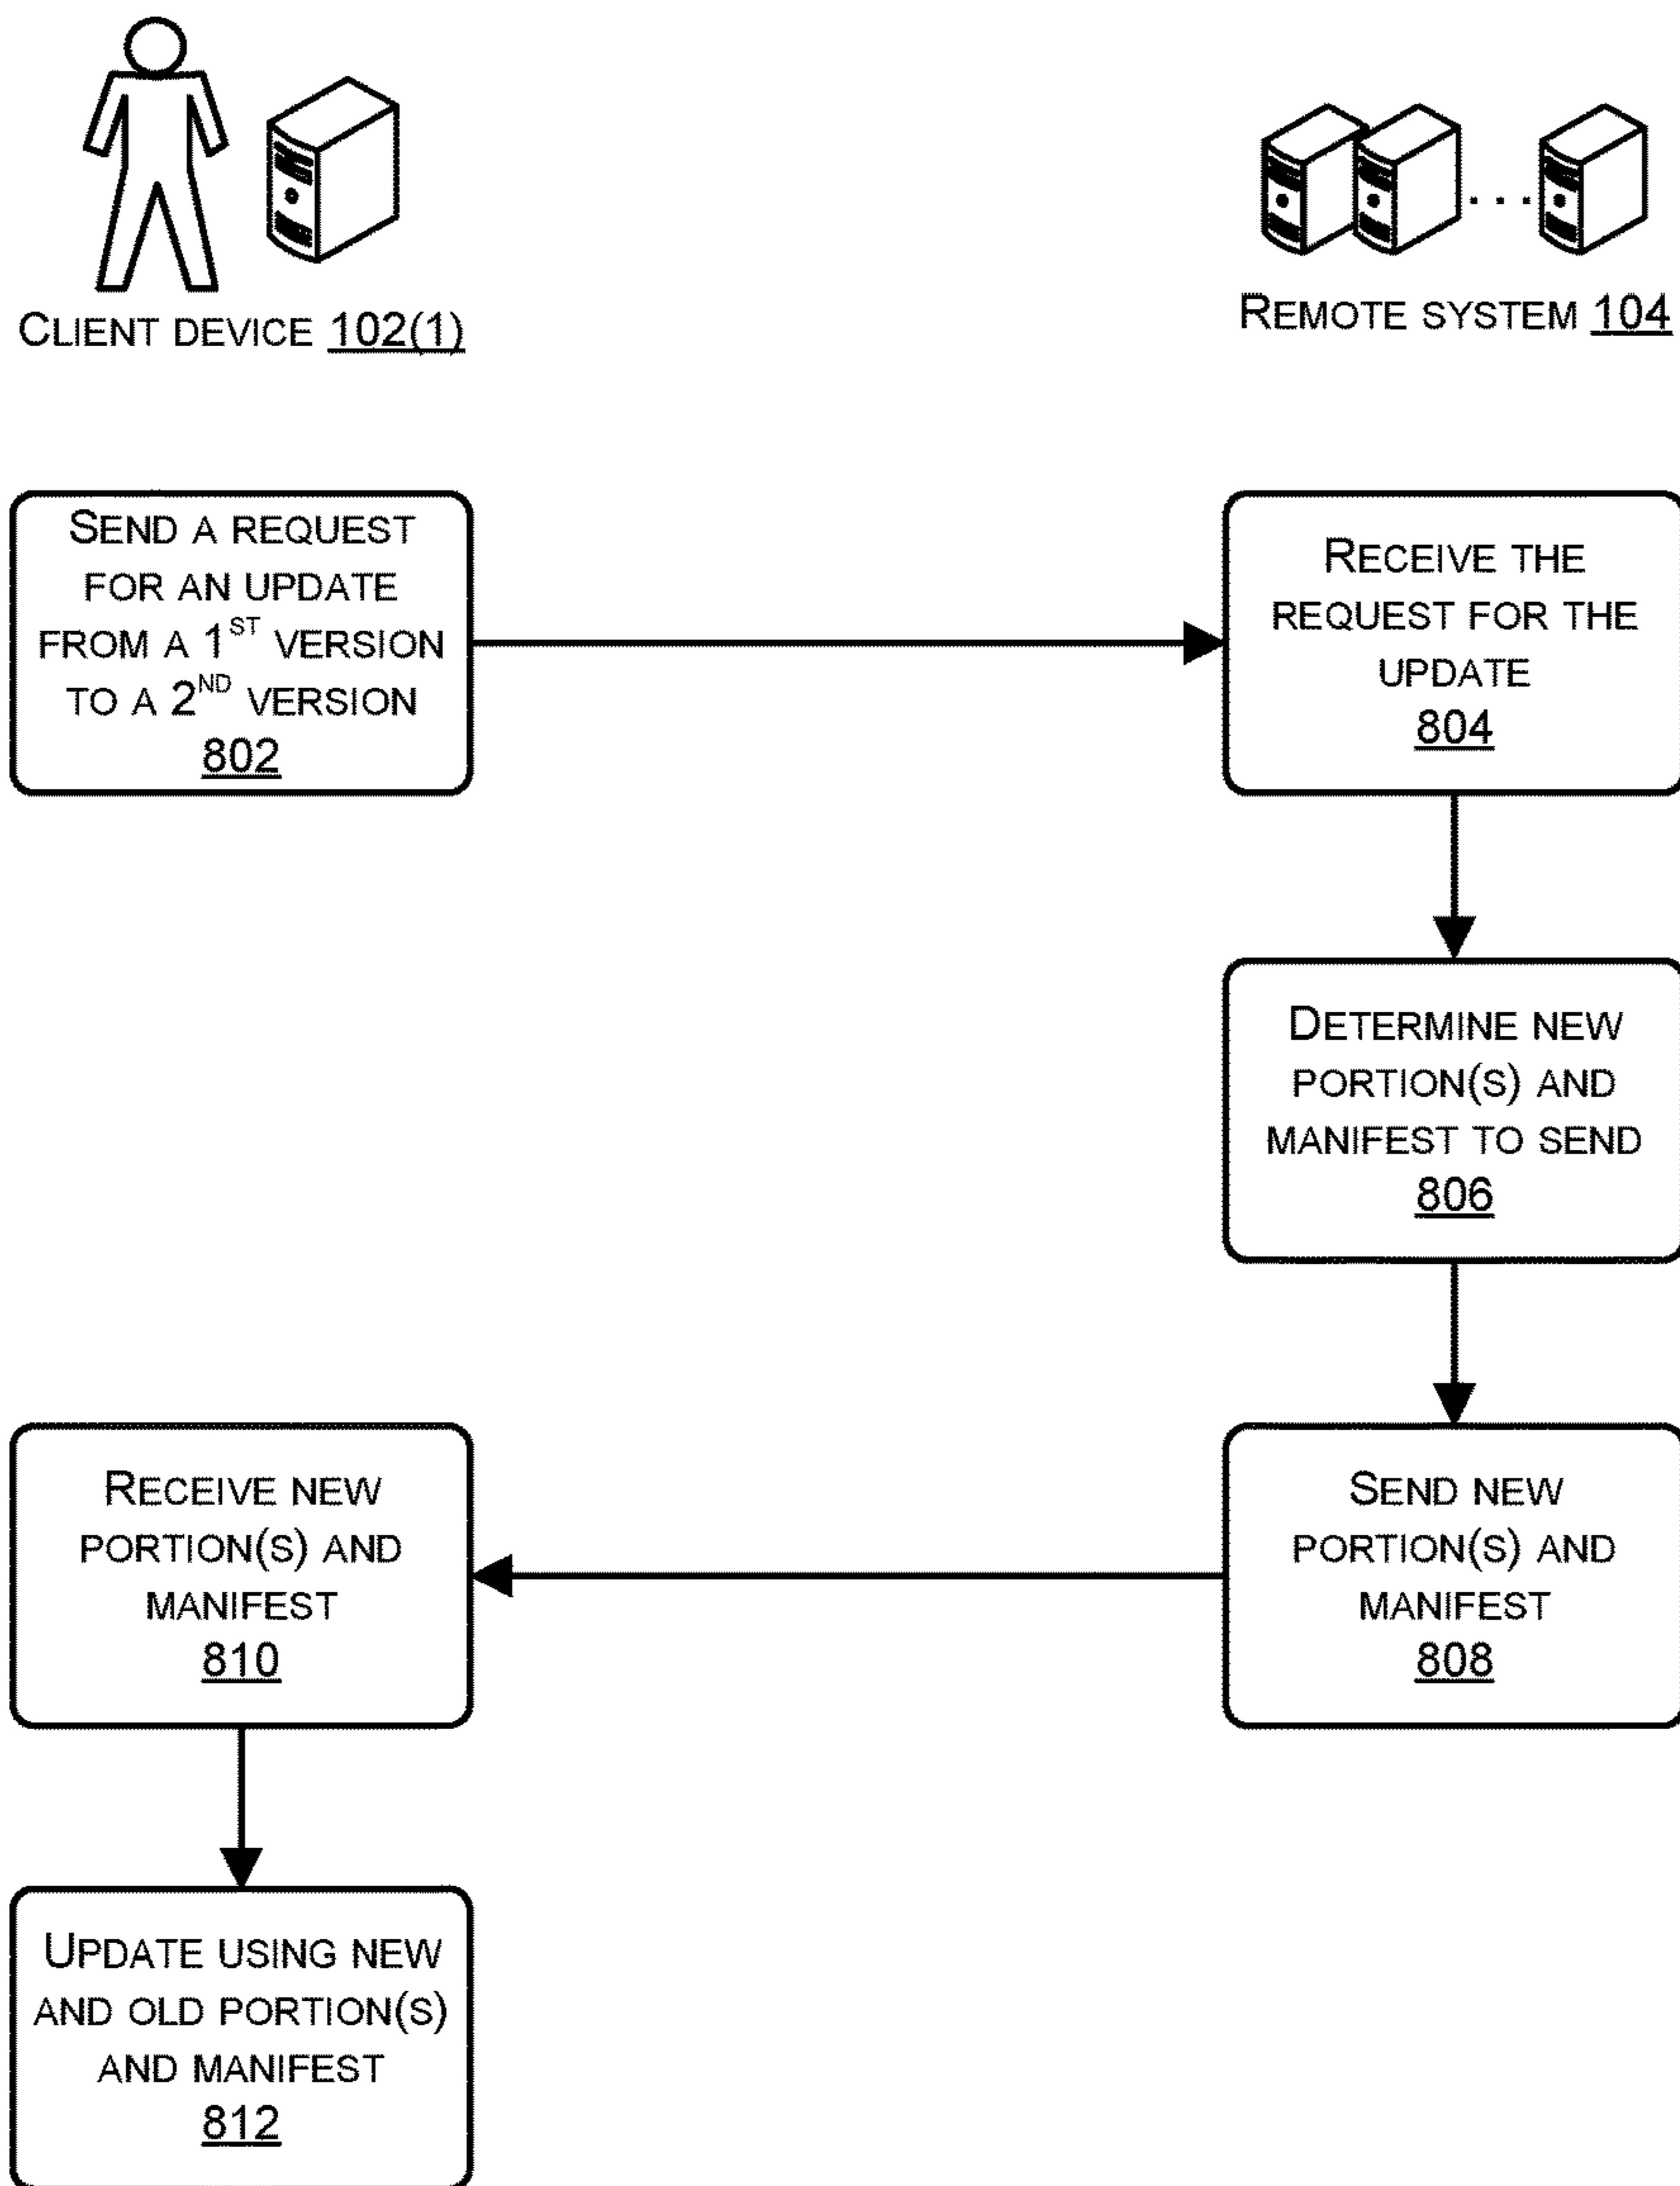 CLIENT DEVICE 102(1)
REMOTE SYSTEM 104
SEND A REQUEST
FOR AN UPDATE
FROM A 1ST VERSION
TO A 2ND VERSION
802
RECEIVE THE
REQUEST FOR THE
UPDATE
804
DETERMINE NEW
PORTION(S) AND
MANIFEST TO SEND
806
SEND NEW
PORTION(S) AND
MANIFEST
808
RECEIVE NEW
PORTION(S) AND
MANIFEST
810
UPDATE USING NEW
AND OLD PORTION(S)
AND MANIFEST
812